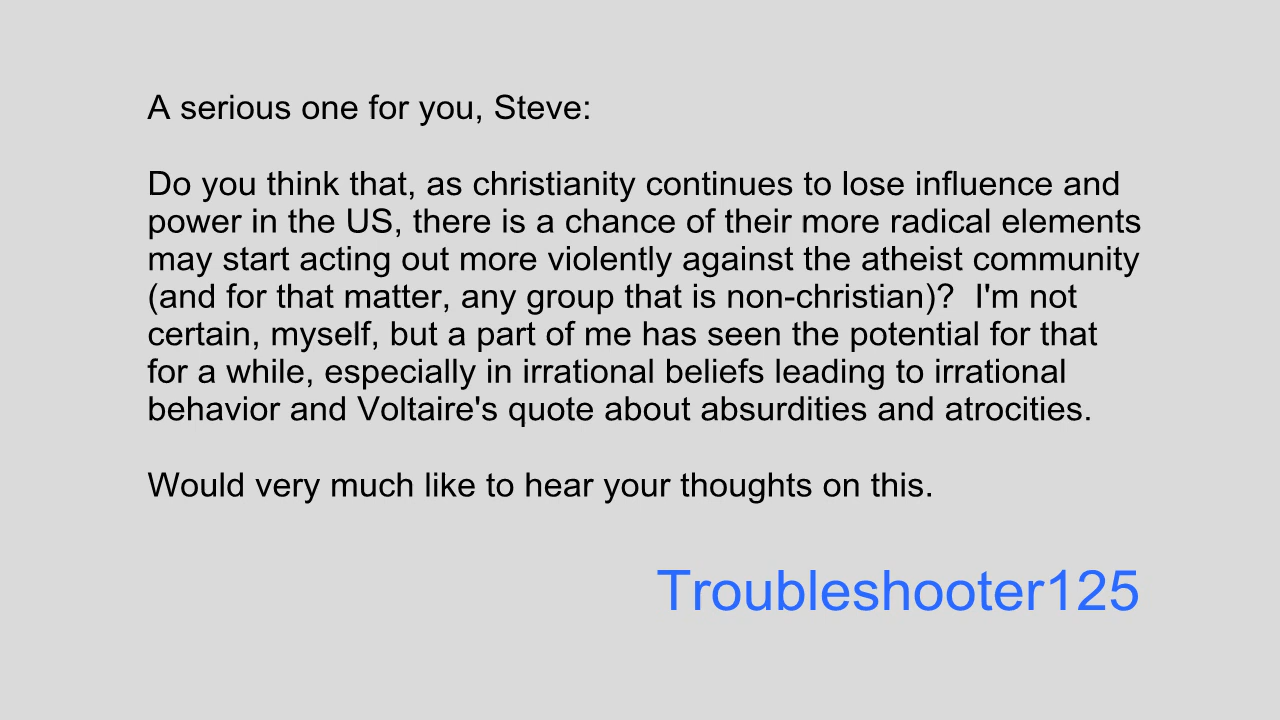 A serious one for you, Steve:
Do you think that, as christianity continues to lose influence and
power in the US, there is a chance of their more radical elements
may start acting out more violently against the atheist community
(and for that matter, any group that is non-christian)?  I'm not
certain, myself, but a part of me has seen the potential for that
for a while, especially in irrational beliefs leading to irrational
behavior and Voltaire's quote about absurdities and atrocities.
Would very much like to hear your thoughts on this.
Troubleshooter125